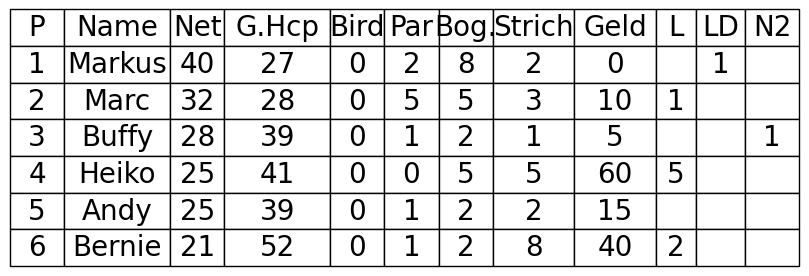 P Name Net G.Hcp Bird Par Bog. Strich Geld L LD N2
1 Markus 40 27 0 2 8 2 0 1
2 Marc 32 28 0 5 5 3 10 1
3 Buffy 28 39 0 1 2 1 5 1
4 Heiko 25 41 0 0 5 5 60 5
5 Andy 25 39 0 1 2 2 15
6 Bernie 21 52 0 1 2 8 40 2